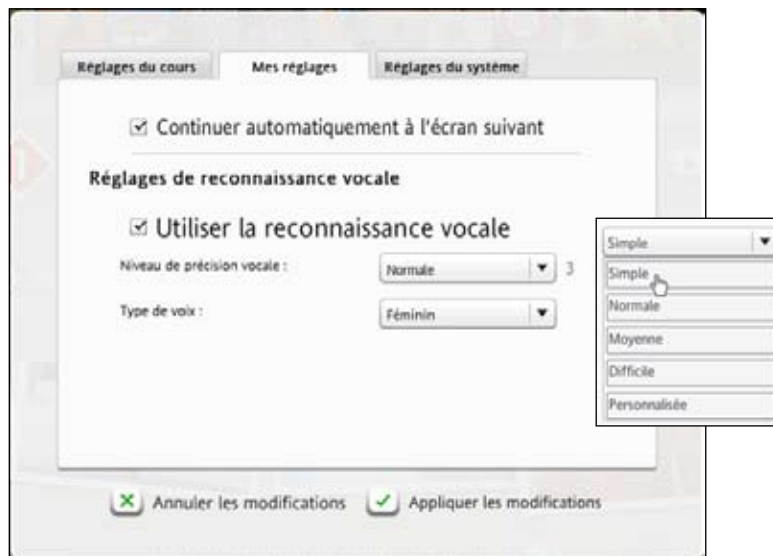 Réglages du cours Mes réglages Réglages du système
Continuer automatiquement à l'écran suivant
Réglages de reconnaissance vocale
Utiliser la reconnaissance vocale
Niveau de précision vocale : Normale 3
Type de voix : Féminin
Simple
Simple
Normale
Moyenne
Difficile
Personnalisée
Annuler les modifications Appliquer les modifications